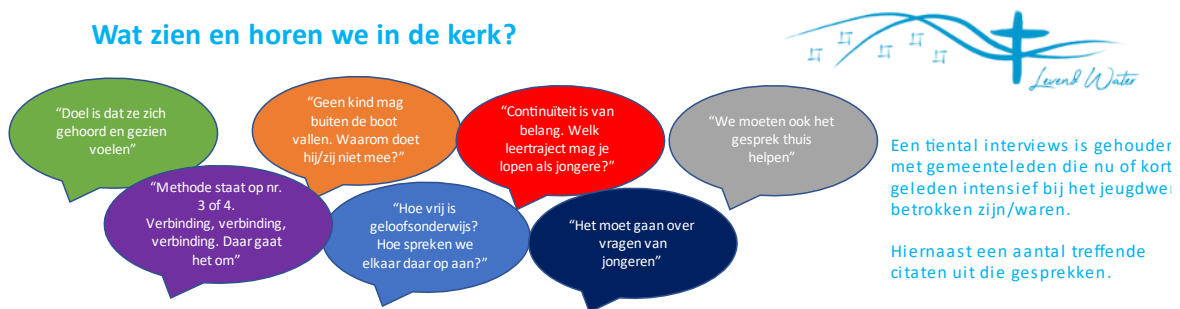 Wat zien en horen we in de kerk?
Levend Water
“Doel is dat ze zich
gehoord en gezien
voelen”
“Geen kind mag
buiten de boot
vallen. Waarom doet
hij/zij niet mee?”
“Continuïteit is van
belang. Welk
leertraject mag je
lopen als jongere?”
“We moeten ook het
gesprek thuis
helpen”
“Methode staat op nr.
3 of 4.
Verbinding, verbinding,
verbinding. Daar gaat
het om”
“Hoe vrij is
geloofsonderwijs?
Hoe spreken we
elkaar daar op aan?”
“Het moet gaan over
vragen van
jongeren”
Een tiental interviews is gehouden
met gemeenteleden die nu of kort
geleden intensief bij het jeugdwer
betrokken zijn/waren.
Hiernaast een aantal treffende
citaten uit die gesprekken.